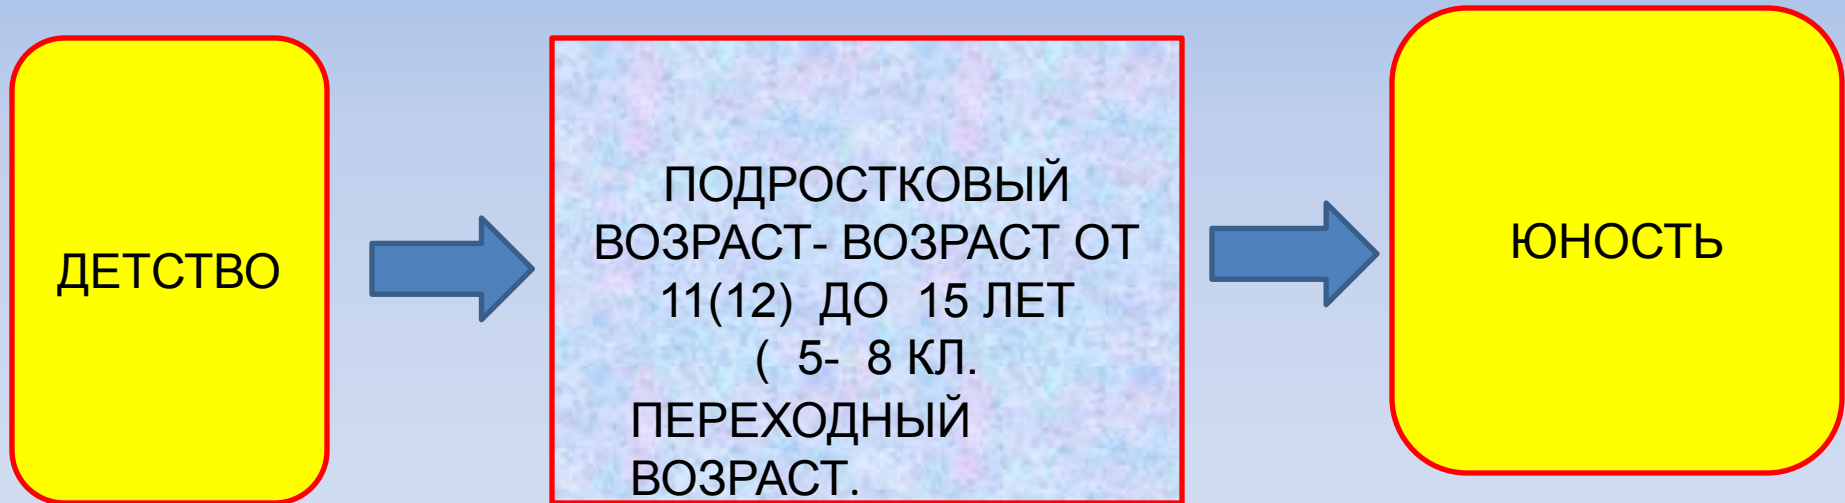 ДЕТСТВО
ПОДРОСТКОВЫЙ
ВОЗРАСТ- ВОЗРАСТ ОТ
11(12) ДО 15 ЛЕТ
( 5- 8 КЛ.
ПЕРЕХОДНЫЙ
ВОЗРАСТ.
ЮНОСТЬ